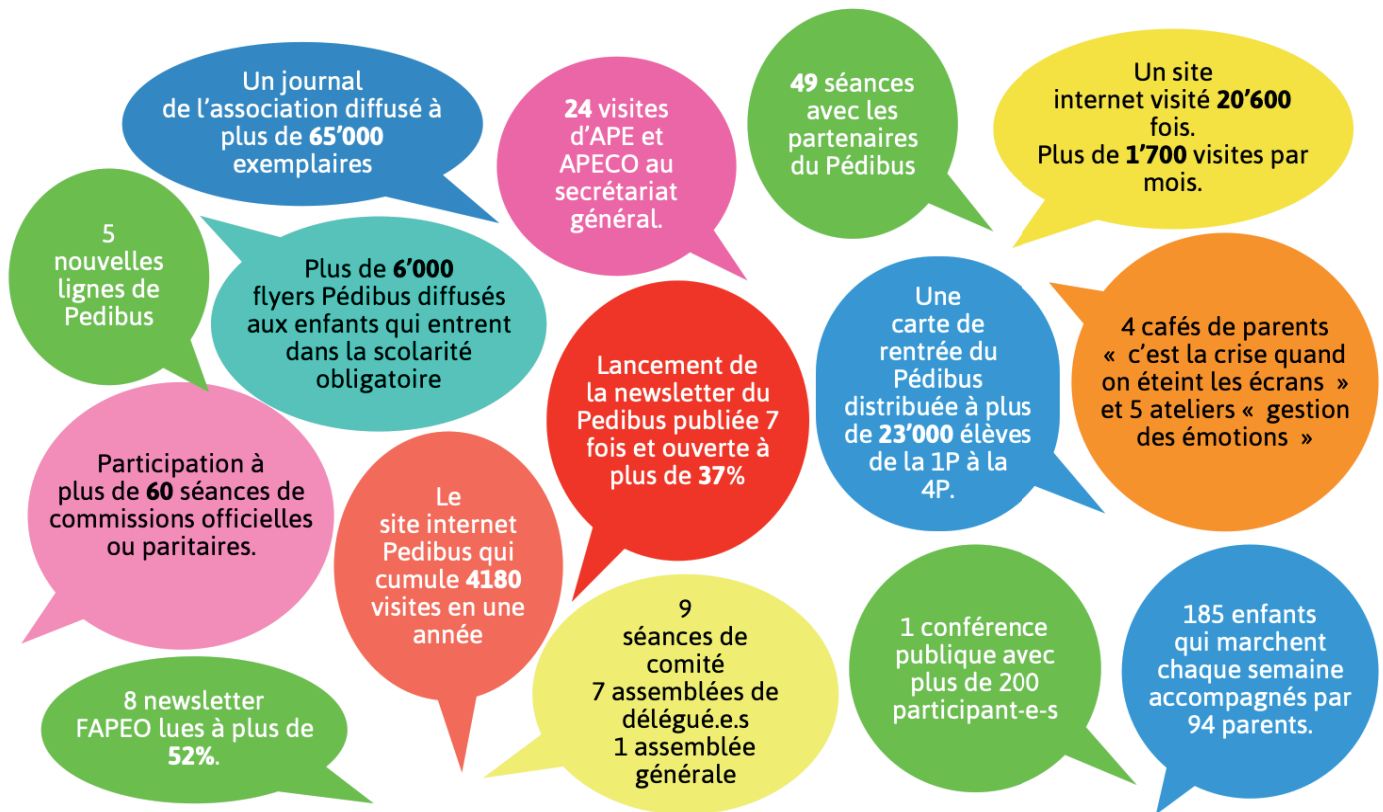 Un journal
de l’association diffusé à
plus de 65’000
exemplaires
24 visites
d’APE et
APECO au
secrétariat
général.
49 séances
avec les
partenaires
du Pédibus
Un site
internet visité 20’600
fois.
Plus de 1’700 visites par
mois.
5
nouvelles
lignes de
Pedibus
Plus de 6’000
flyers Pédibus diffusés
aux enfants qui entrent
dans la scolarité
obligatoire
Lancement de
la newsletter du
Pedibus publiée 7
fois et ouverte à
plus de 37%
Une
carte de
rentrée du
Pédibus
distribuée à plus
de 23’000 élèves
de la 1P à la
4P.
4 cafés de parents
« c’est la crise quand
on éteint les écrans »
et 5 ateliers « gestion
des émotions »
Participation à
plus de 60 séances de
commissions officielles
ou paritaires.
Le
site internet
Pedibus qui
cumule 4180
visites en une
année
9
séances de
comité
7 assemblées de
délégué.e.s
1 assemblée
générale
1 conférence
publique avec
plus de 200
participant-e-s
185 enfants
qui marchent
chaque semaine
accompagnés par
94 parents.
8 newsletter
FAPEO lues à plus de
52%.